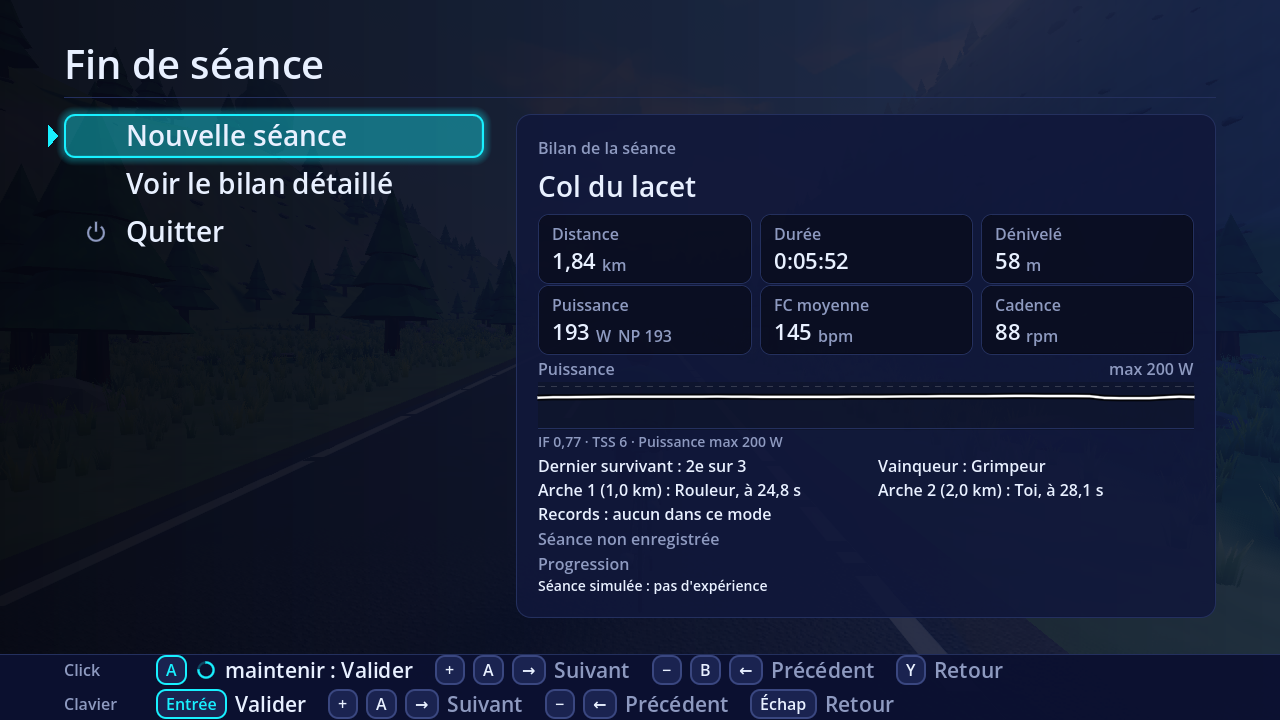 Fin de séance
Nouvelle séance
Voir le bilan détaillé
Quitter
Bilan de la séance
Col du lacet
Distance
1,84 km
Durée
0:05:52
Dénivelé
58 m
Puissance
193 W NP 193
FC moyenne
145 bpm
Cadence
88 rpm
Puissance max 200 W
IF 0,77 · TSS 6 · Puissance max 200 W
Dernier survivant : 2e sur 3
Vainqueur : Grimpeur
Arche 1 (1,0 km) : Rouleur, à 24,8 s
Arche 2 (2,0 km) : Toi, à 28,1 s
Records : aucun dans ce mode
Séance non enregistrée
Progression
Séance simulée : pas d'expérience
Click A maintenir : Valider + A → Suivant − B ← Précédent Y Retour
Clavier Entrée Valider + A → Suivant − ← Précédent Échap Retour